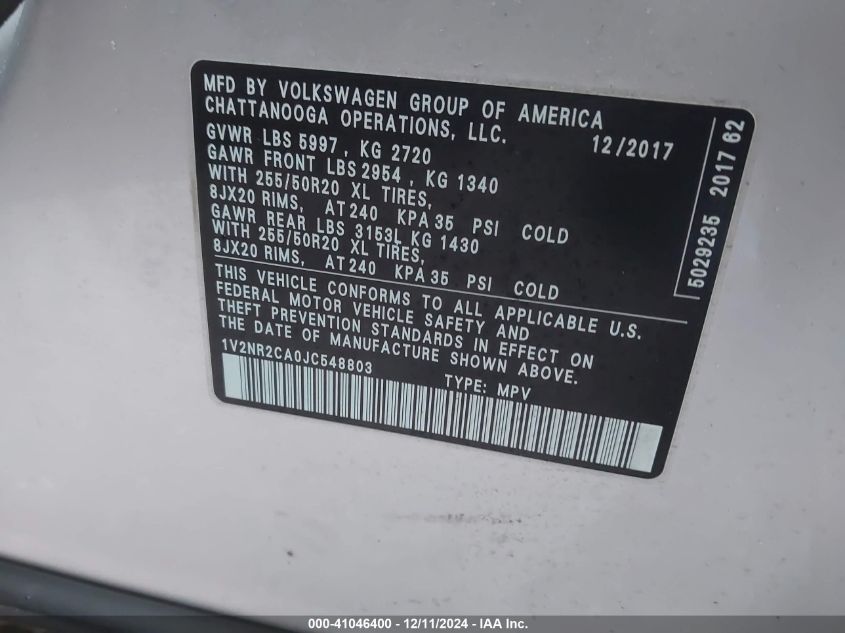 MFD BY VOLKSWAGEN GROUP OF AMERICA
CHATTANOOGA OPERATIONS, LLC.
12/2017
GVWR LBS 5997, KG 2720
GAWR FRONT LBS 2954, KG 1340
WITH 255/50R20 XL TIRES,
8JX20 RIMS, AT 240 KPA 35 PSI COLD
GAWR REAR LBS 3153L KG 1430
WITH 255/50R20 XL TIRES,
8JX20 RIMS, AT 240 KPA 35 PSI COLD
THIS VEHICLE CONFORMS TO ALL APPLICABLE U.S.
FEDERAL MOTOR VEHICLE SAFETY AND
THEFT PREVENTION STANDARDS IN EFFECT ON
THE DATE OF MANUFACTURE SHOWN ABOVE.
1V2NR2CA0JC548803 TYPE: MPV
5029235 2017 62
000-41046400 - 12/11/2024 - IAA Inc.